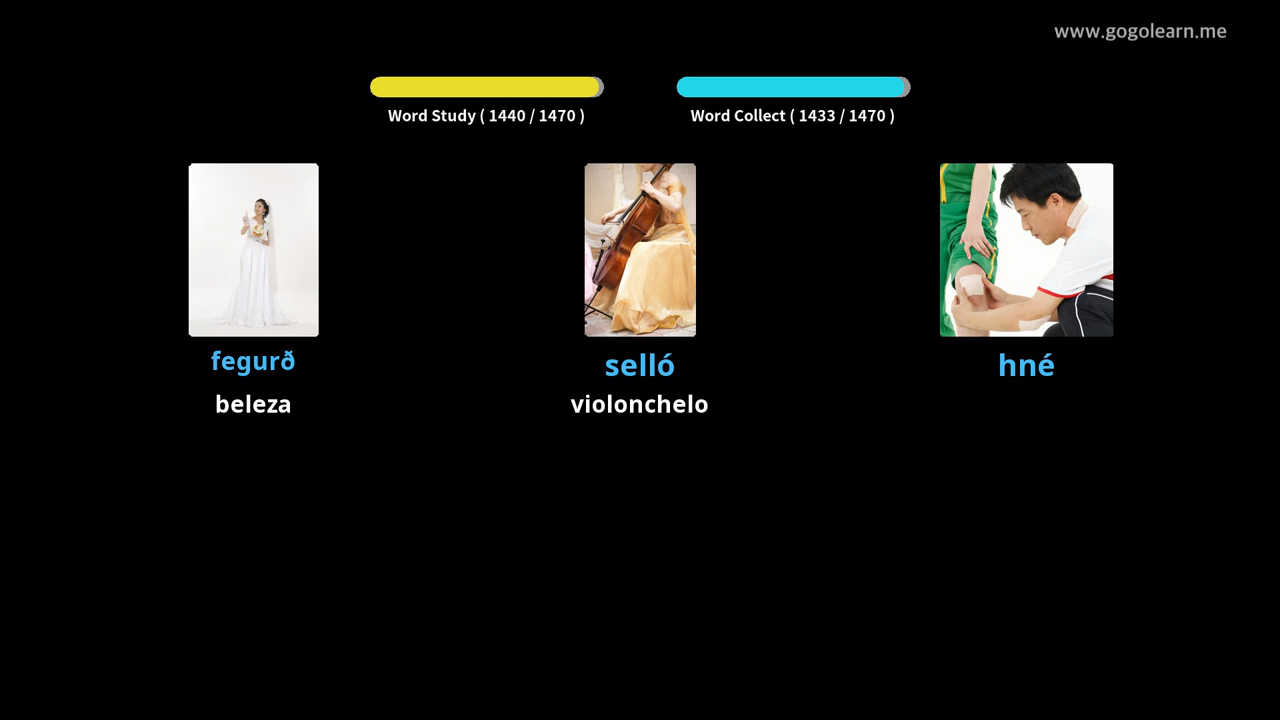 www.gogolearn.me
Word Study ( 1440 / 1470 )
Word Collect ( 1433 / 1470 )
fegurð
beleza
selló
violonchelo
hné